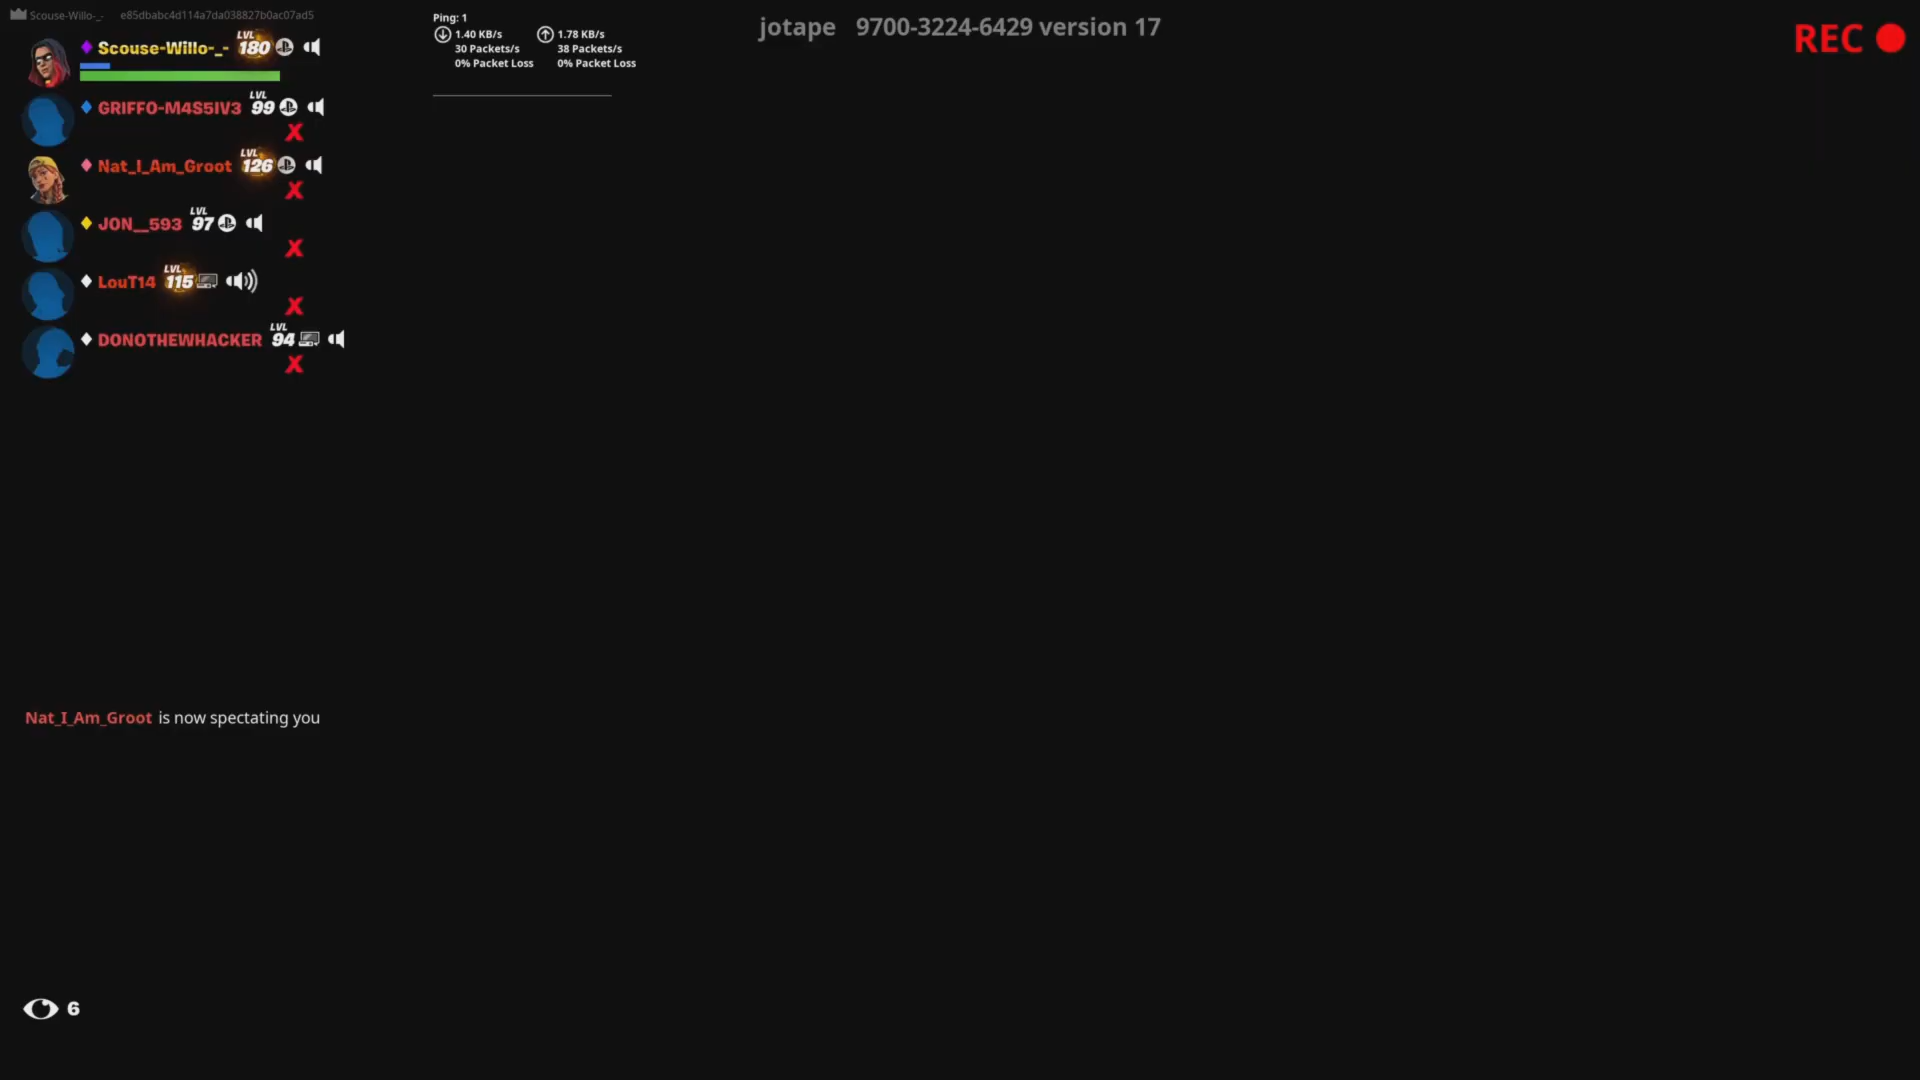 Scouse-Willo-_- e85dbabc4d114a7da038827b0ac07ad5
Scouse-Willo-_- LVL 180
GRIFFO-M4S5IV3 LVL 99
X
Nat_I_Am_Groot LVL 126
X
JON__593 LVL 97
X
LouT14 LVL 115
X
DONOTHEWHACKER LVL 94
X
Ping: 1
1.40 KB/s 1.78 KB/s
30 Packets/s 38 Packets/s
0% Packet Loss 0% Packet Loss
jotape 9700-3224-6429 version 17
REC
Nat_I_Am_Groot is now spectating you
6